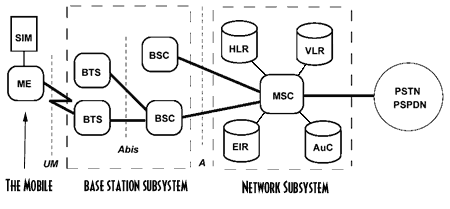 SIM
ME
BTS
BTS
BSC
BSC
HLR
VLR
MSC
EIR
AuC
PSTN
PSPDN
UM
Abis
A
THE MOBILE
BASE STATION SUBSYSTEM
NETWORK SUBSYSTEM